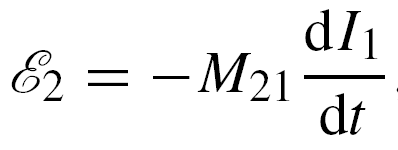 ℰ₂ = −M₂₁ dI₁/dt.